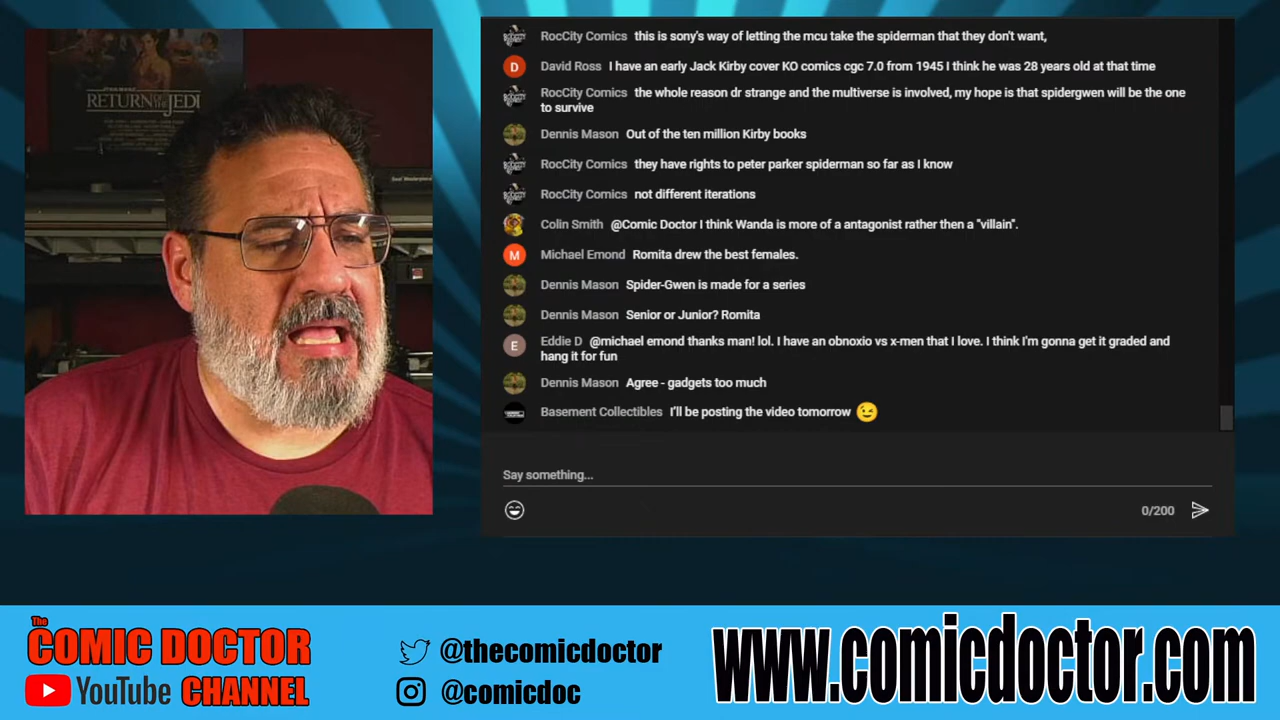 RETURN OF THE JEDI
RocCity Comics this is sony's way of letting the mcu take the spiderman that they don't want,
D David Ross I have an early Jack Kirby cover KO comics cgc 7.0 from 1945 I think he was 28 years old at that time
RocCity Comics the whole reason dr strange and the multiverse is involved, my hope is that spidergwen will be the one
to survive
Dennis Mason Out of the ten million Kirby books
RocCity Comics they have rights to peter parker spiderman so far as I know
RocCity Comics not different iterations
Colin Smith @Comic Doctor I think Wanda is more of a antagonist rather then a "villain".
M Michael Emond Romita drew the best females.
Dennis Mason Spider-Gwen is made for a series
Dennis Mason Senior or Junior? Romita
E Eddie D @michael emond thanks man! lol. I have an obnoxio vs x-men that I love. I think I'm gonna get it graded and
hang it for fun
Dennis Mason Agree - gadgets too much
Basement Collectibles I'll be posting the video tomorrow 😉
Say something...
0/200
The
COMIC DOCTOR
YouTube CHANNEL
@thecomicdoctor
@comicdoc
www.comicdoctor.com